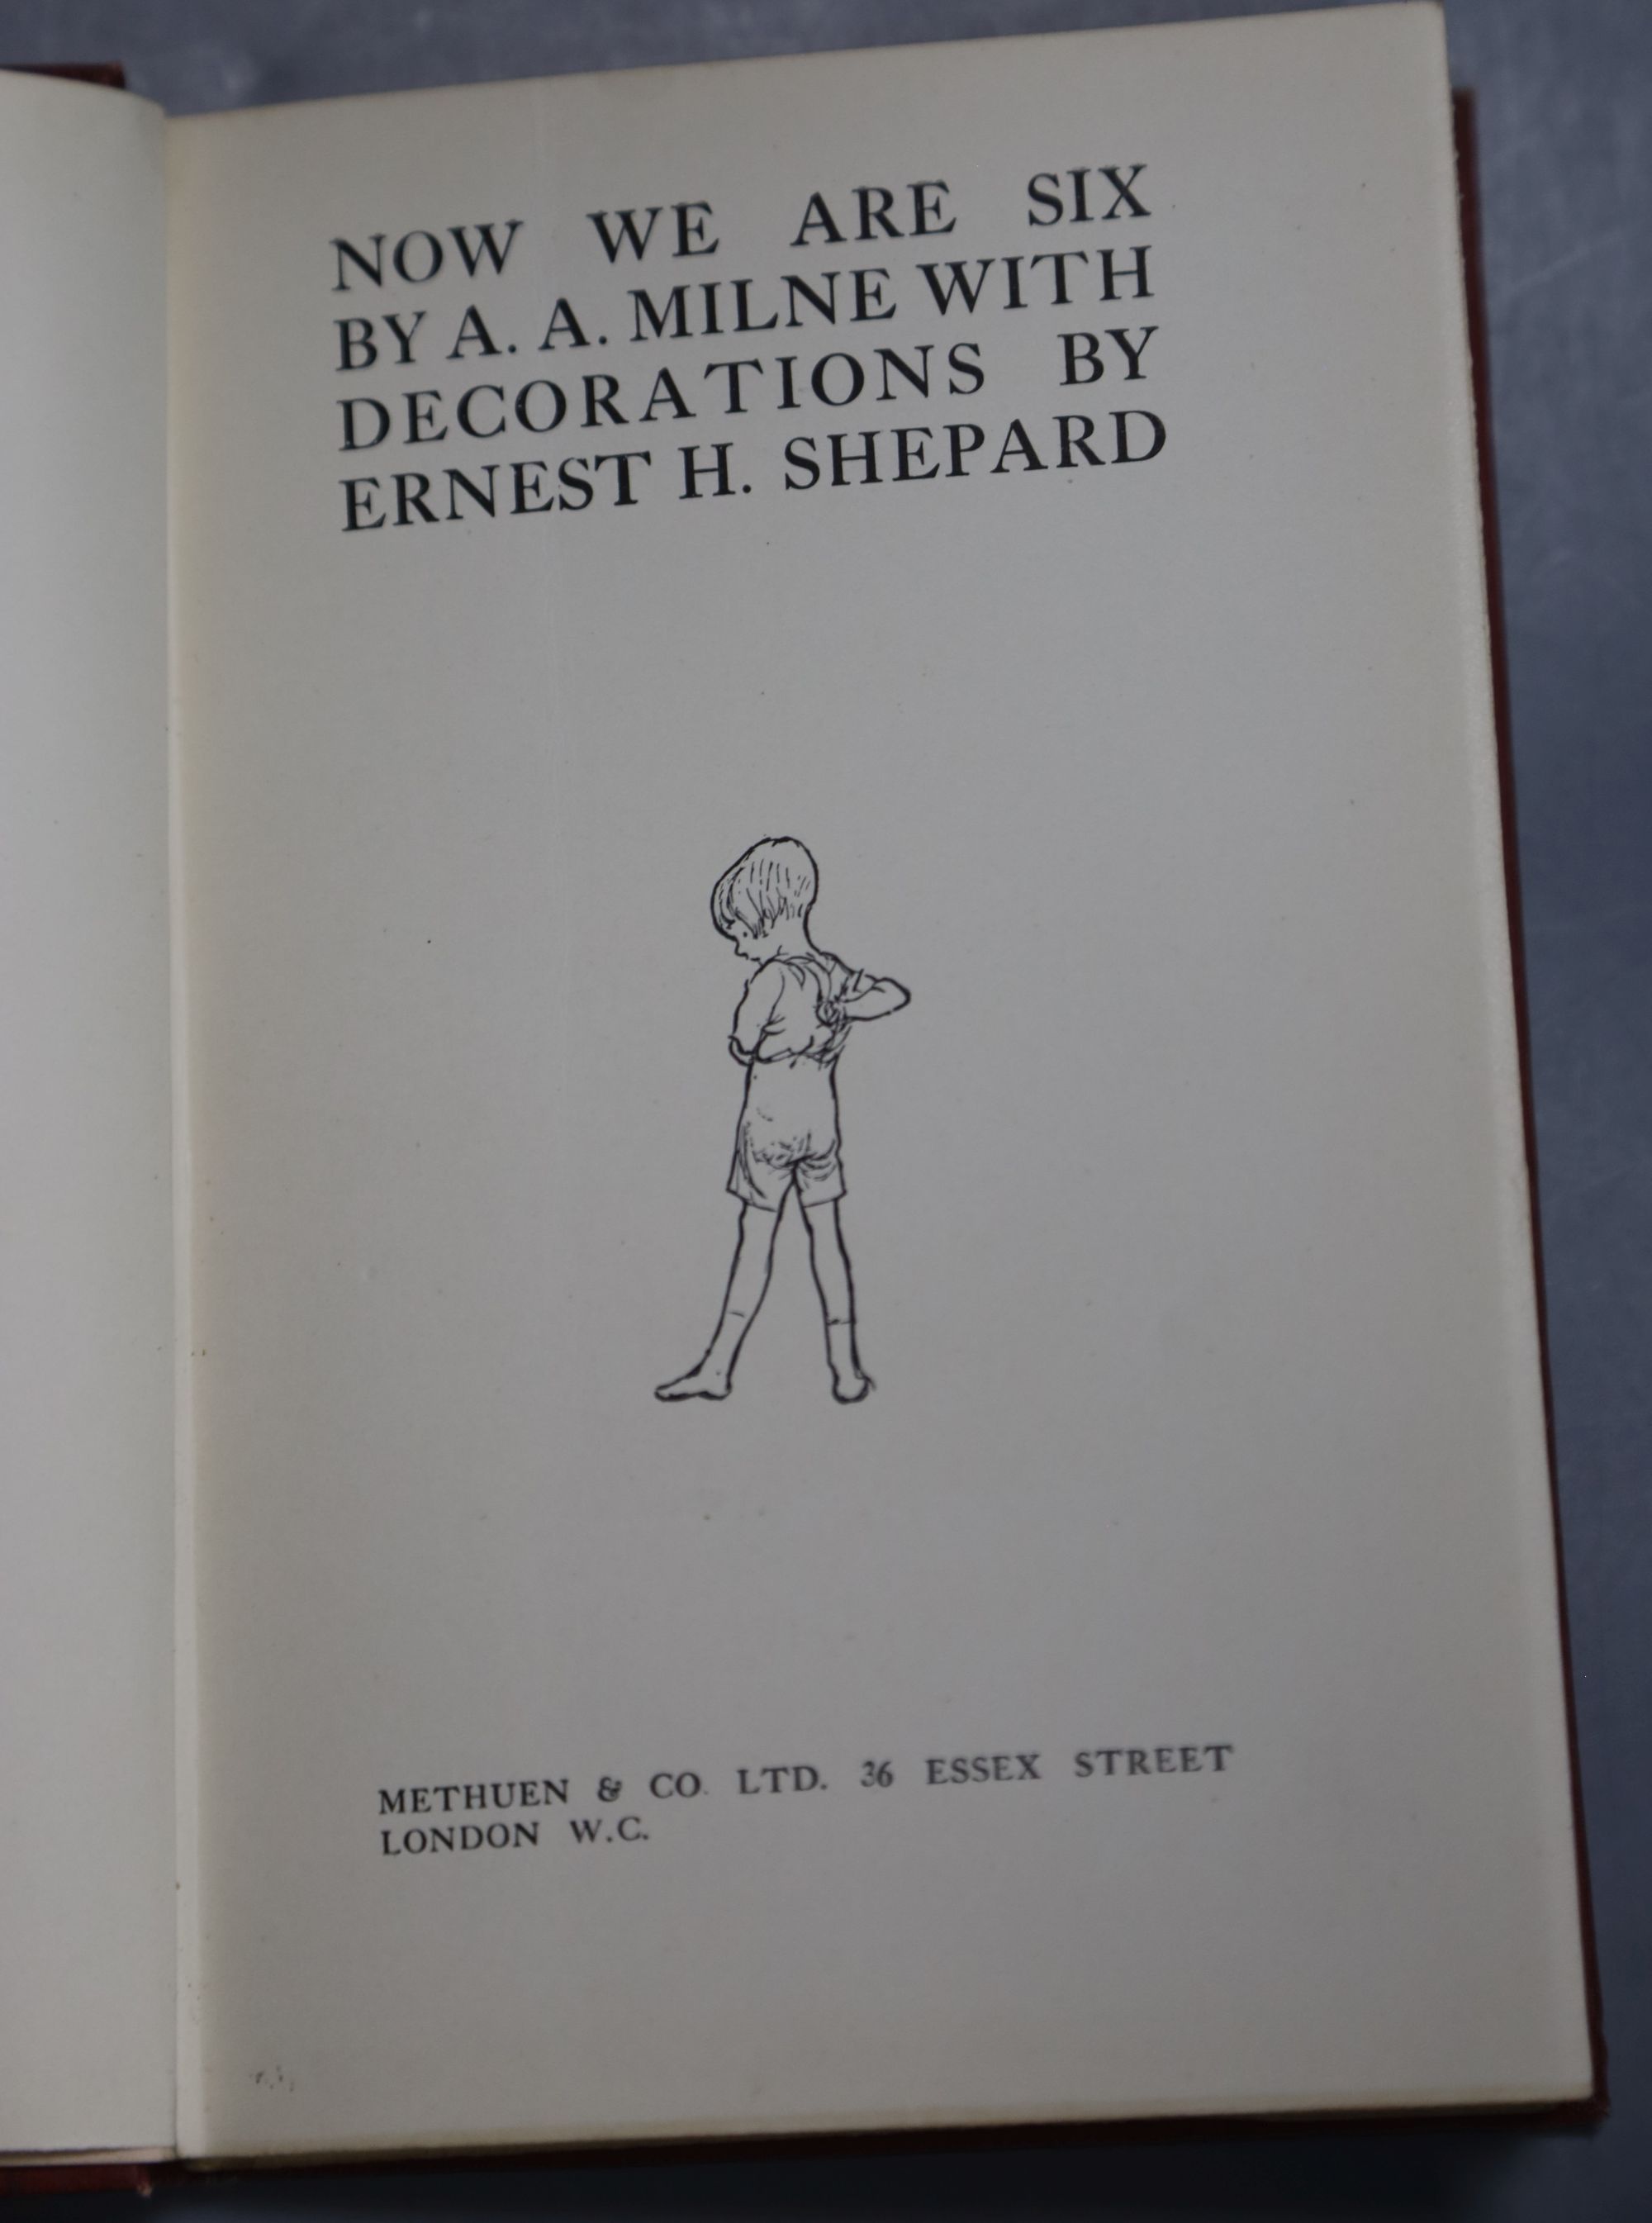 NOW WE ARE SIX
BY A. A. MILNE WITH
DECORATIONS BY
ERNEST H. SHEPARD
METHUEN & CO. LTD. 36 ESSEX STREET
LONDON W.C.